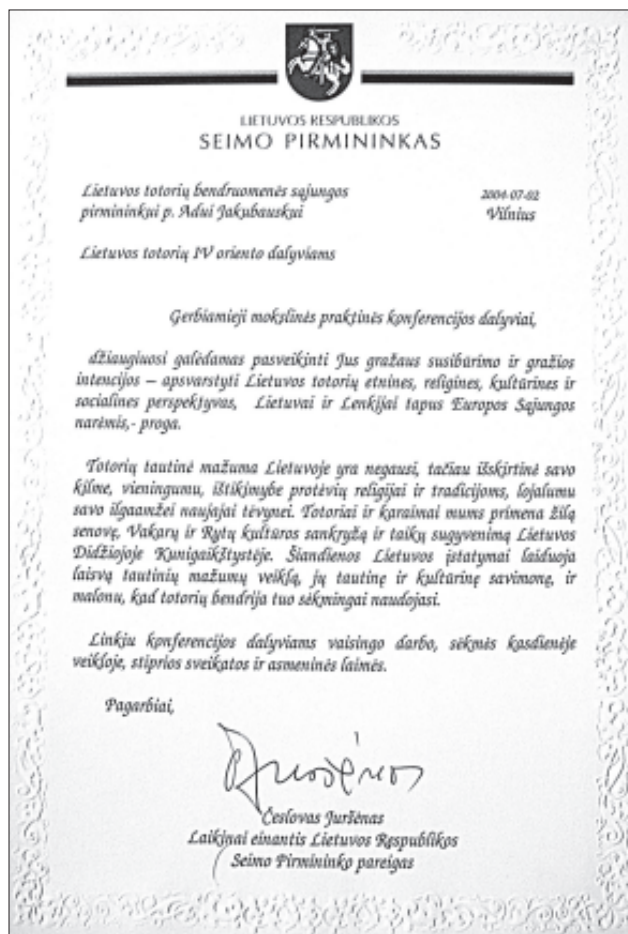 LIETUVOS RESPUBLIKOS
SEIMO PIRMININKAS
Lietuvos totorių bendruomenės sąjungos
pirmininkui p. Adui Jakubauskui
2004-07-02
Vilnius
Lietuvos totorių IV oriento dalyviams
Gerbiamieji mokslinės praktinės konferencijos dalyviai,
džiaugiuosi galėdamas pasveikinti Jus gražaus susibūrimo ir gražios
intencijos – apsvarstyti Lietuvos totorių etnines, religines, kultūrines ir
socialines perspektyvas, Lietuvai ir Lenkijai tapus Europos Sąjungos
narėmis,- proga.
Totorių tautinė mažuma Lietuvoje yra negausi, tačiau išskirtinė savo
kilme, vieningumu, ištikimybe protėvių religijai ir tradicijoms, lojalumu
savo ilgaamžei naujajai tėvynei. Totoriai ir karaimai mums primena žilą
senovę, Vakarų ir Rytų kultūros sankryžą ir taikų sugyvenimą Lietuvos
Didžiojoje Kunigaikštystėje. Šiandienos Lietuvos įstatymai laiduoja
laisvą tautinių mažumų veiklą, jų tautinę ir kultūrinę savimonę, ir
malonu, kad totorių bendrija tuo sėkmingai naudojasi.
Linkiu konferencijos dalyviams vaisingo darbo, sėkmės kasdienėje
veikloje, stiprios sveikatos ir asmeninės laimės.
Pagarbiai,
Česlovas Juršėnas
Laikinai einantis Lietuvos Respublikos
Seimo Pirmininko pareigas